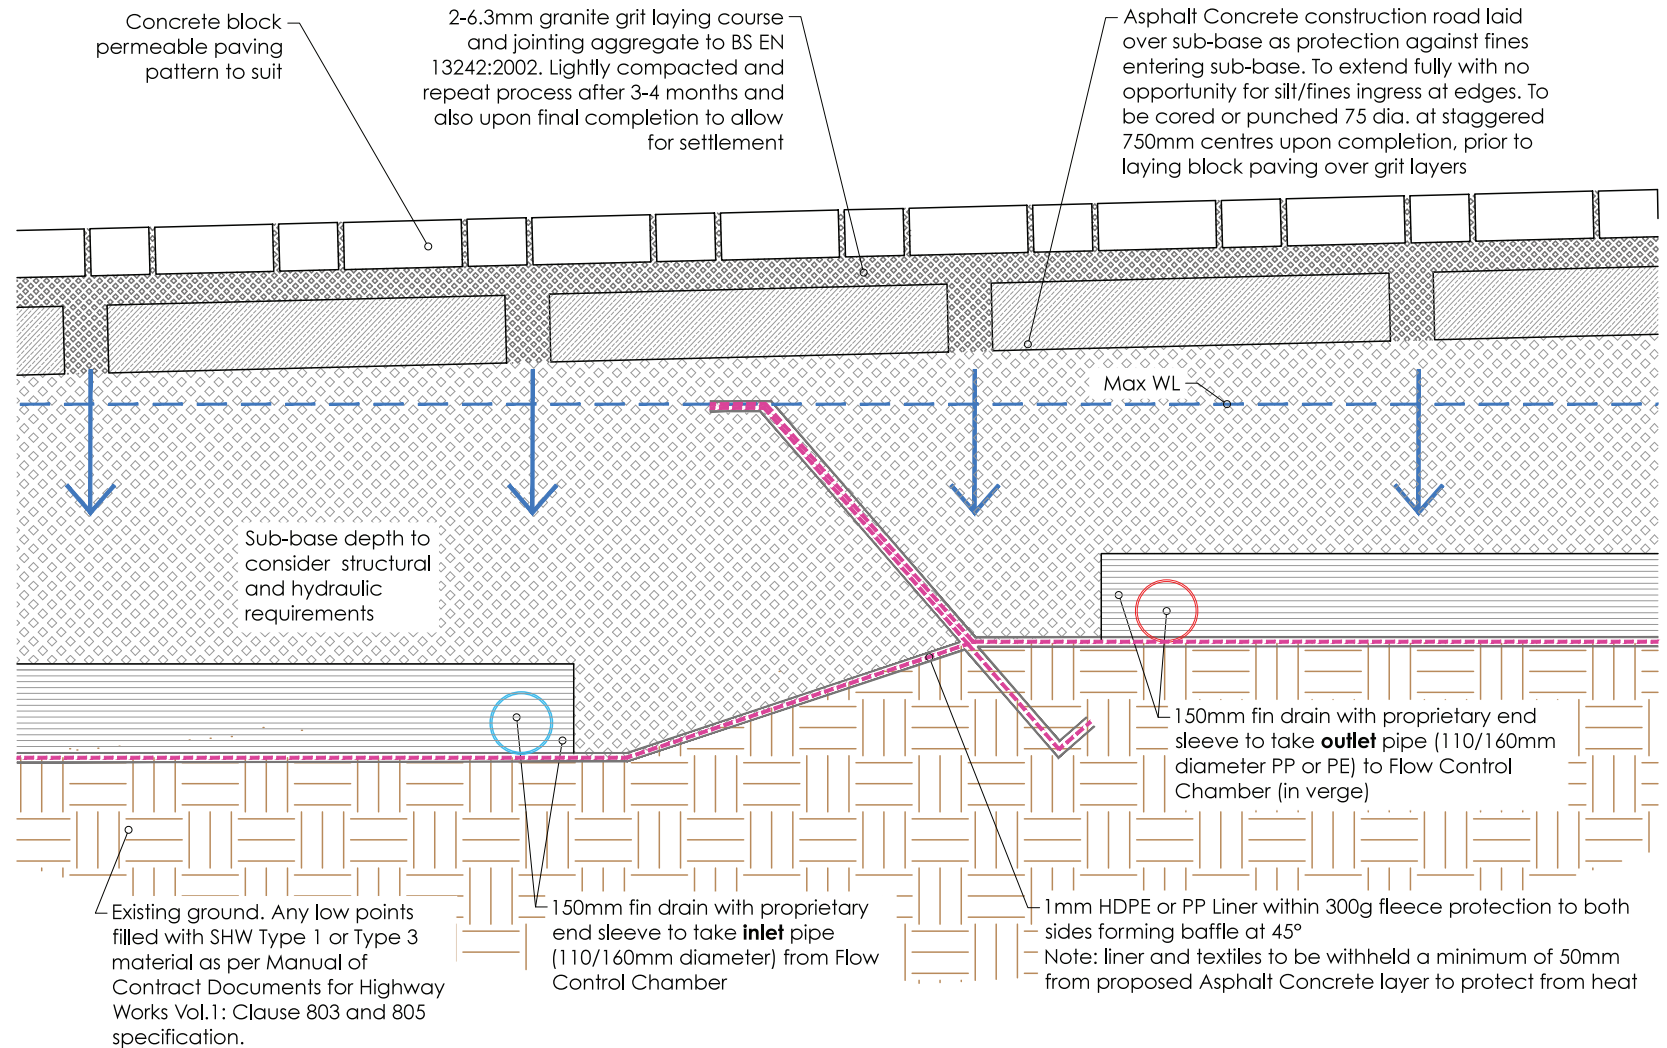 Concrete block
permeable paving
pattern to suit
2-6.3mm granite grit laying course
and jointing aggregate to BS EN
13242:2002. Lightly compacted and
repeat process after 3-4 months and
also upon final completion to allow
for settlement
Asphalt Concrete construction road laid
over sub-base as protection against fines
entering sub-base. To extend fully with no
opportunity for silt/fines ingress at edges. To
be cored or punched 75 dia. at staggered
750mm centres upon completion, prior to
laying block paving over grit layers
Max WL
Sub-base depth to
consider structural
and hydraulic
requirements
150mm fin drain with proprietary end
sleeve to take outlet pipe (110/160mm
diameter PP or PE) to Flow Control
Chamber (in verge)
Existing ground. Any low points
filled with SHW Type 1 or Type 3
material as per Manual of
Contract Documents for Highway
Works Vol.1: Clause 803 and 805
specification.
150mm fin drain with proprietary
end sleeve to take inlet pipe
(110/160mm diameter) from Flow
Control Chamber
1mm HDPE or PP Liner within 300g fleece protection to both
sides forming baffle at 45°
Note: liner and textiles to be withheld a minimum of 50mm
from proposed Asphalt Concrete layer to protect from heat